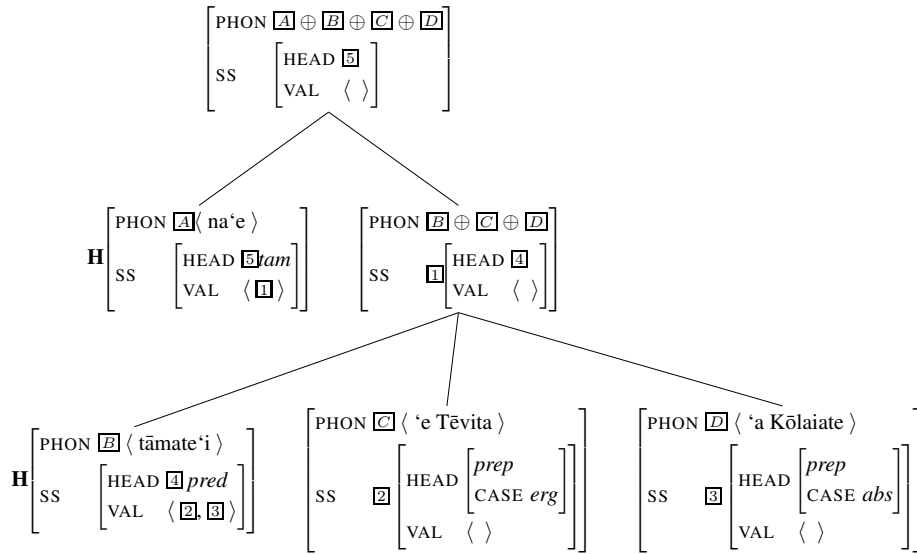 PHON A ⊕ B ⊕ C ⊕ D
HEAD 5
SS
VAL ⟨ ⟩
PHON A⟨ na‘e ⟩
H
HEAD 5tam
SS
VAL ⟨ 1 ⟩
PHON B ⊕ C ⊕ D
HEAD 4
SS 1
VAL ⟨ ⟩
PHON B ⟨ tāmate‘i ⟩
H
HEAD 4 pred
SS
VAL ⟨ 2, 3 ⟩
PHON C ⟨ ‘e Tēvita ⟩
prep
HEAD
CASE erg
SS 2
VAL ⟨ ⟩
PHON D ⟨ ‘a Kōlaiate ⟩
prep
HEAD
CASE abs
SS 3
VAL ⟨ ⟩